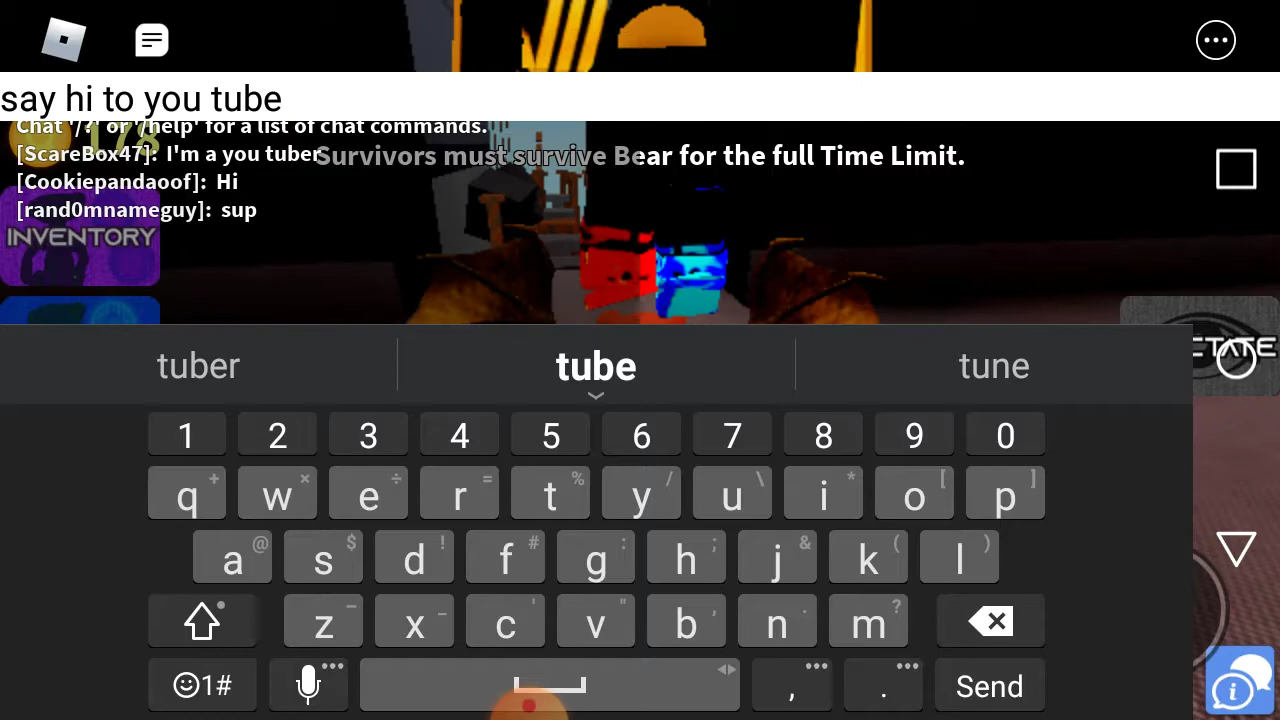 say hi to you tube
Chat '/?' or '/help' for a list of chat commands.
178
[ScareBox47]: I'm a you tuber
Survivors must survive Bear for the full Time Limit.
[Cookiepandaoof]: Hi
[rand0mnameguy]: sup
INVENTORY
CTATE
tuber tube tune
1 2 3 4 5 6 7 8 9 0
q + w × e ÷ r = t % y / u \ i * o [ p ]
a @ s $ d ! f # g : h ; j & k ( l )
z − x _ c ' v " b , n . m ?
☺1# , . Send